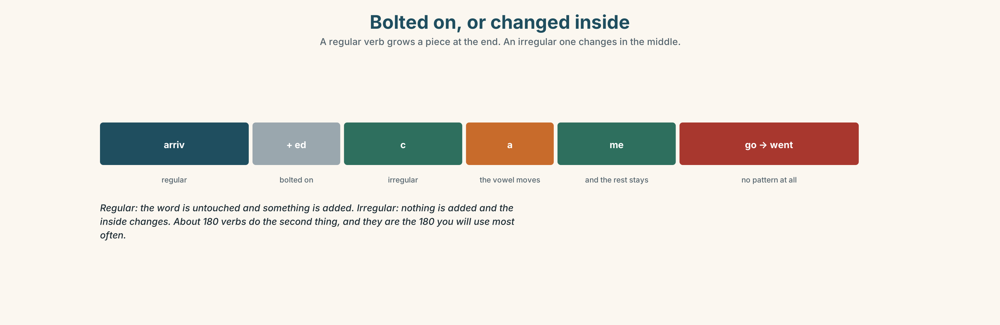 Bolted on, or changed inside
A regular verb grows a piece at the end. An irregular one changes in the middle.
arriv
+ ed
c
a
me
go → went
regular
bolted on
irregular
the vowel moves
and the rest stays
no pattern at all
Regular: the word is untouched and something is added. Irregular: nothing is added and the
inside changes. About 180 verbs do the second thing, and they are the 180 you will use most
often.